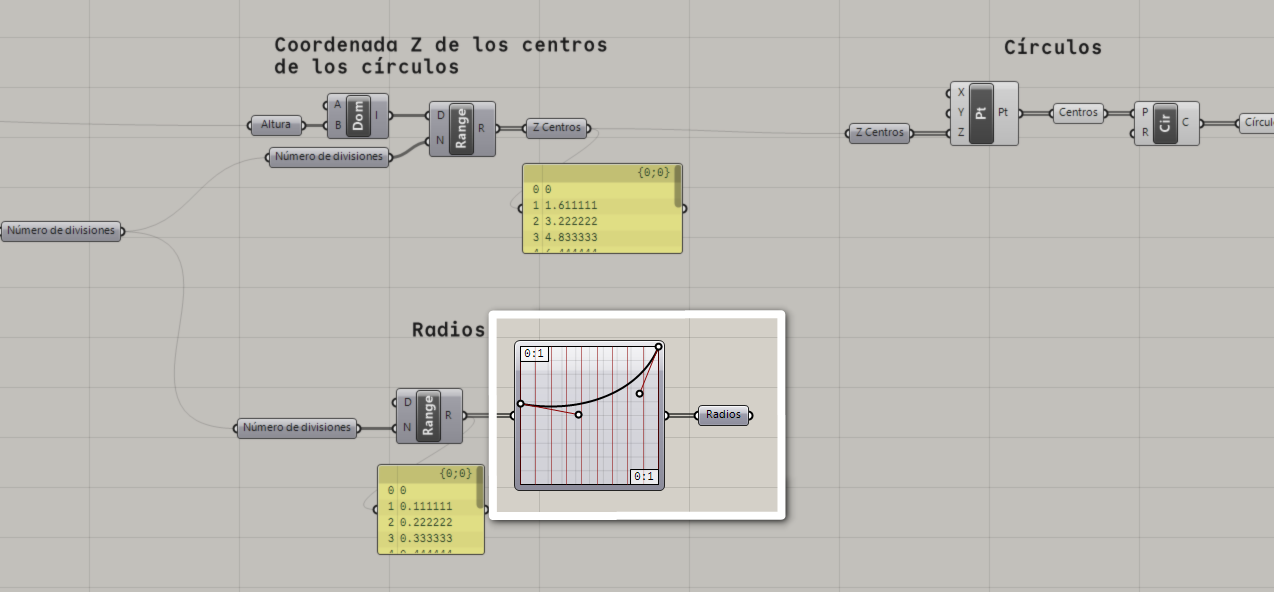 Coordenada Z de los centros
de los círculos
Círculos
Altura
A
B
Dom
I
D
N
Range
R
Z Centros
Número de divisiones
Z Centros
X
Y
Z
Pt
Pt
Centros
P
R
Cir
C
{0;0}
0 0
1 1.611111
2 3.222222
3 4.833333
Número de divisiones
Radios
0:1
0:1
Radios
Número de divisiones
D
N
Range
R
{0;0}
0 0
1 0.111111
2 0.222222
3 0.333333